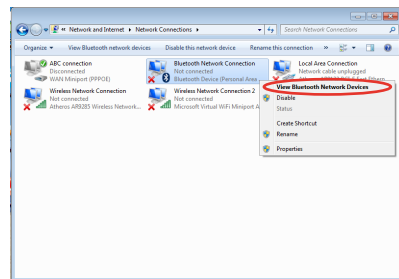 « Network and Internet ▸ Network Connections ▸
Search Network Connections
Organize ▾ View Bluetooth network devices Disable this network device Rename this connection »
ABC connection
Disconnected
WAN Miniport (PPPOE)
Bluetooth Network Connection
Not connected
Bluetooth Device (Personal Area ...
Local Area Connection
Network cable unplugged
Wireless Network Connection
Not connected
Atheros AR9285 Wireless Network...
Wireless Network Connection 2
Not connected
Microsoft Virtual WiFi Miniport A...
View Bluetooth Network Devices
Disable
Status
Create Shortcut
Rename
Properties